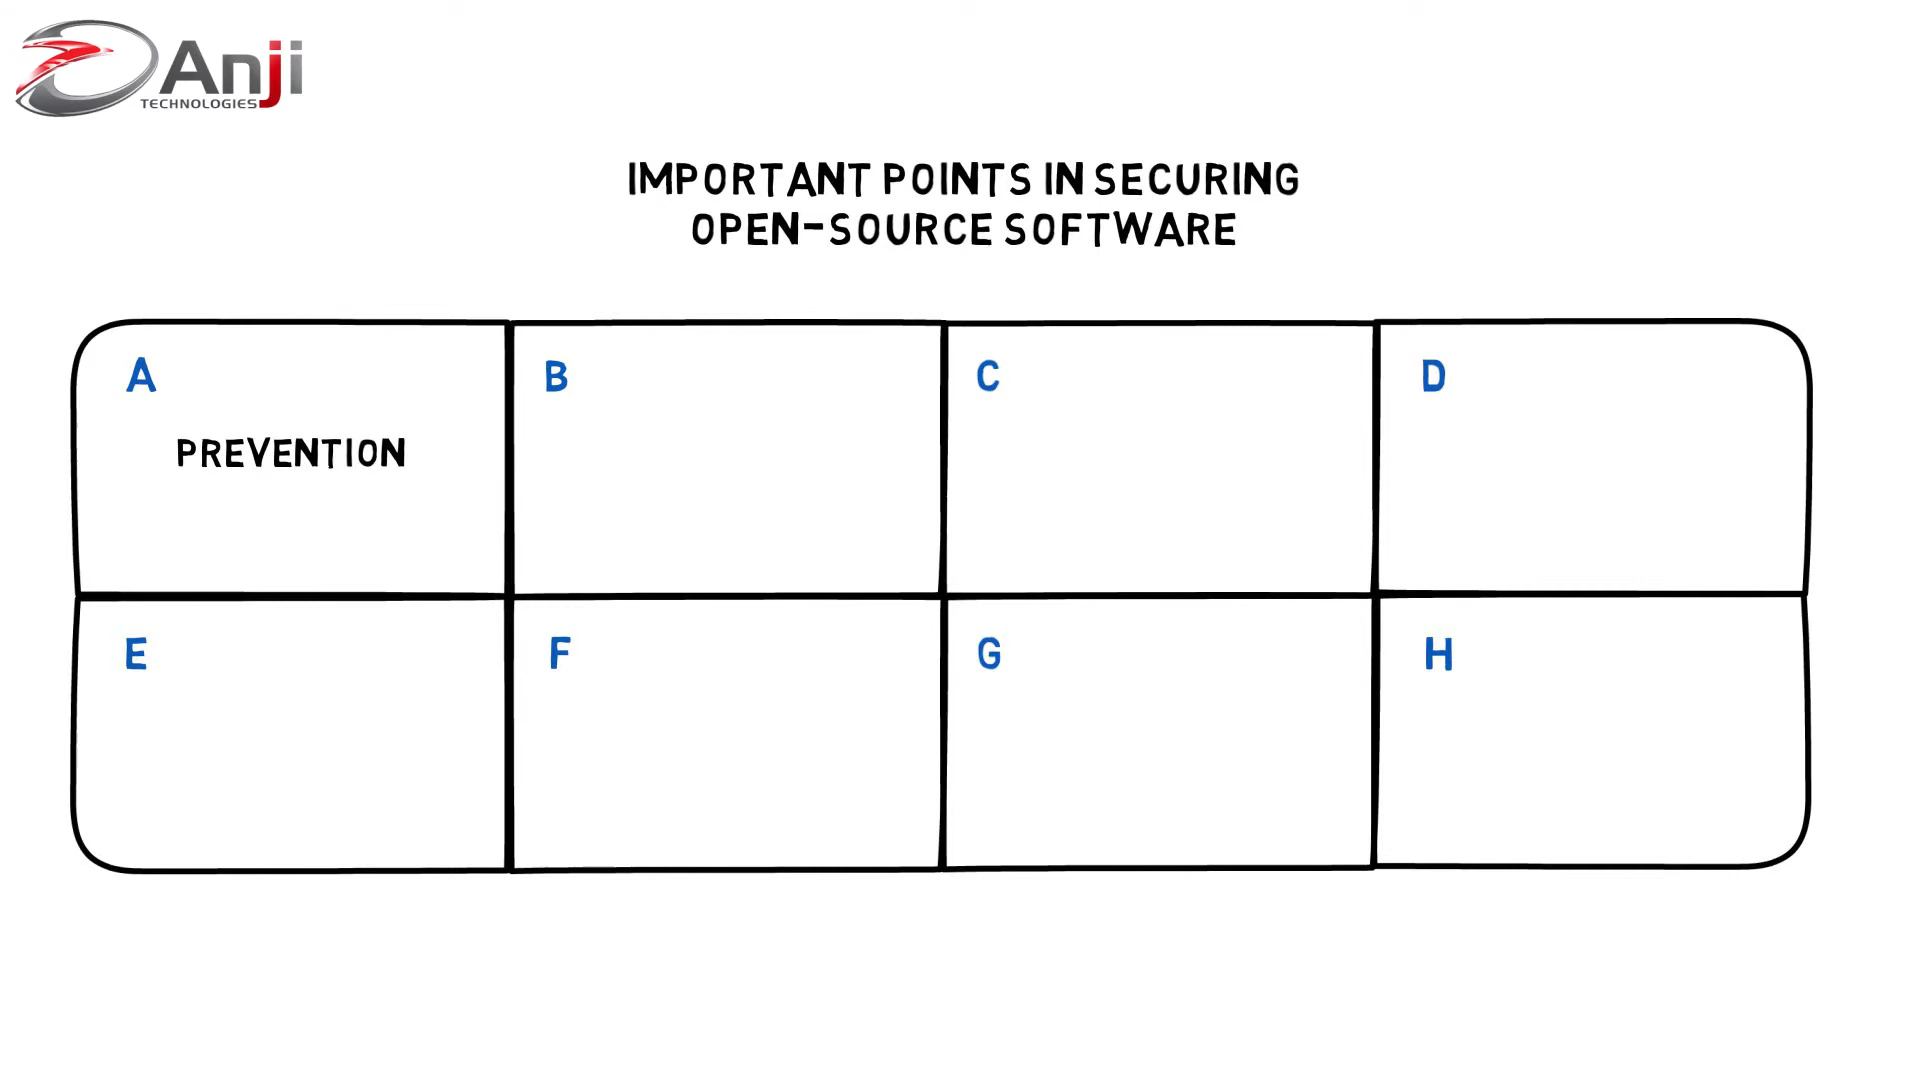 Anji
TECHNOLOGIES
IMPORTANT POINTS IN SECURING
OPEN-SOURCE SOFTWARE
A
B
C
D
PREVENTION
E
F
G
H